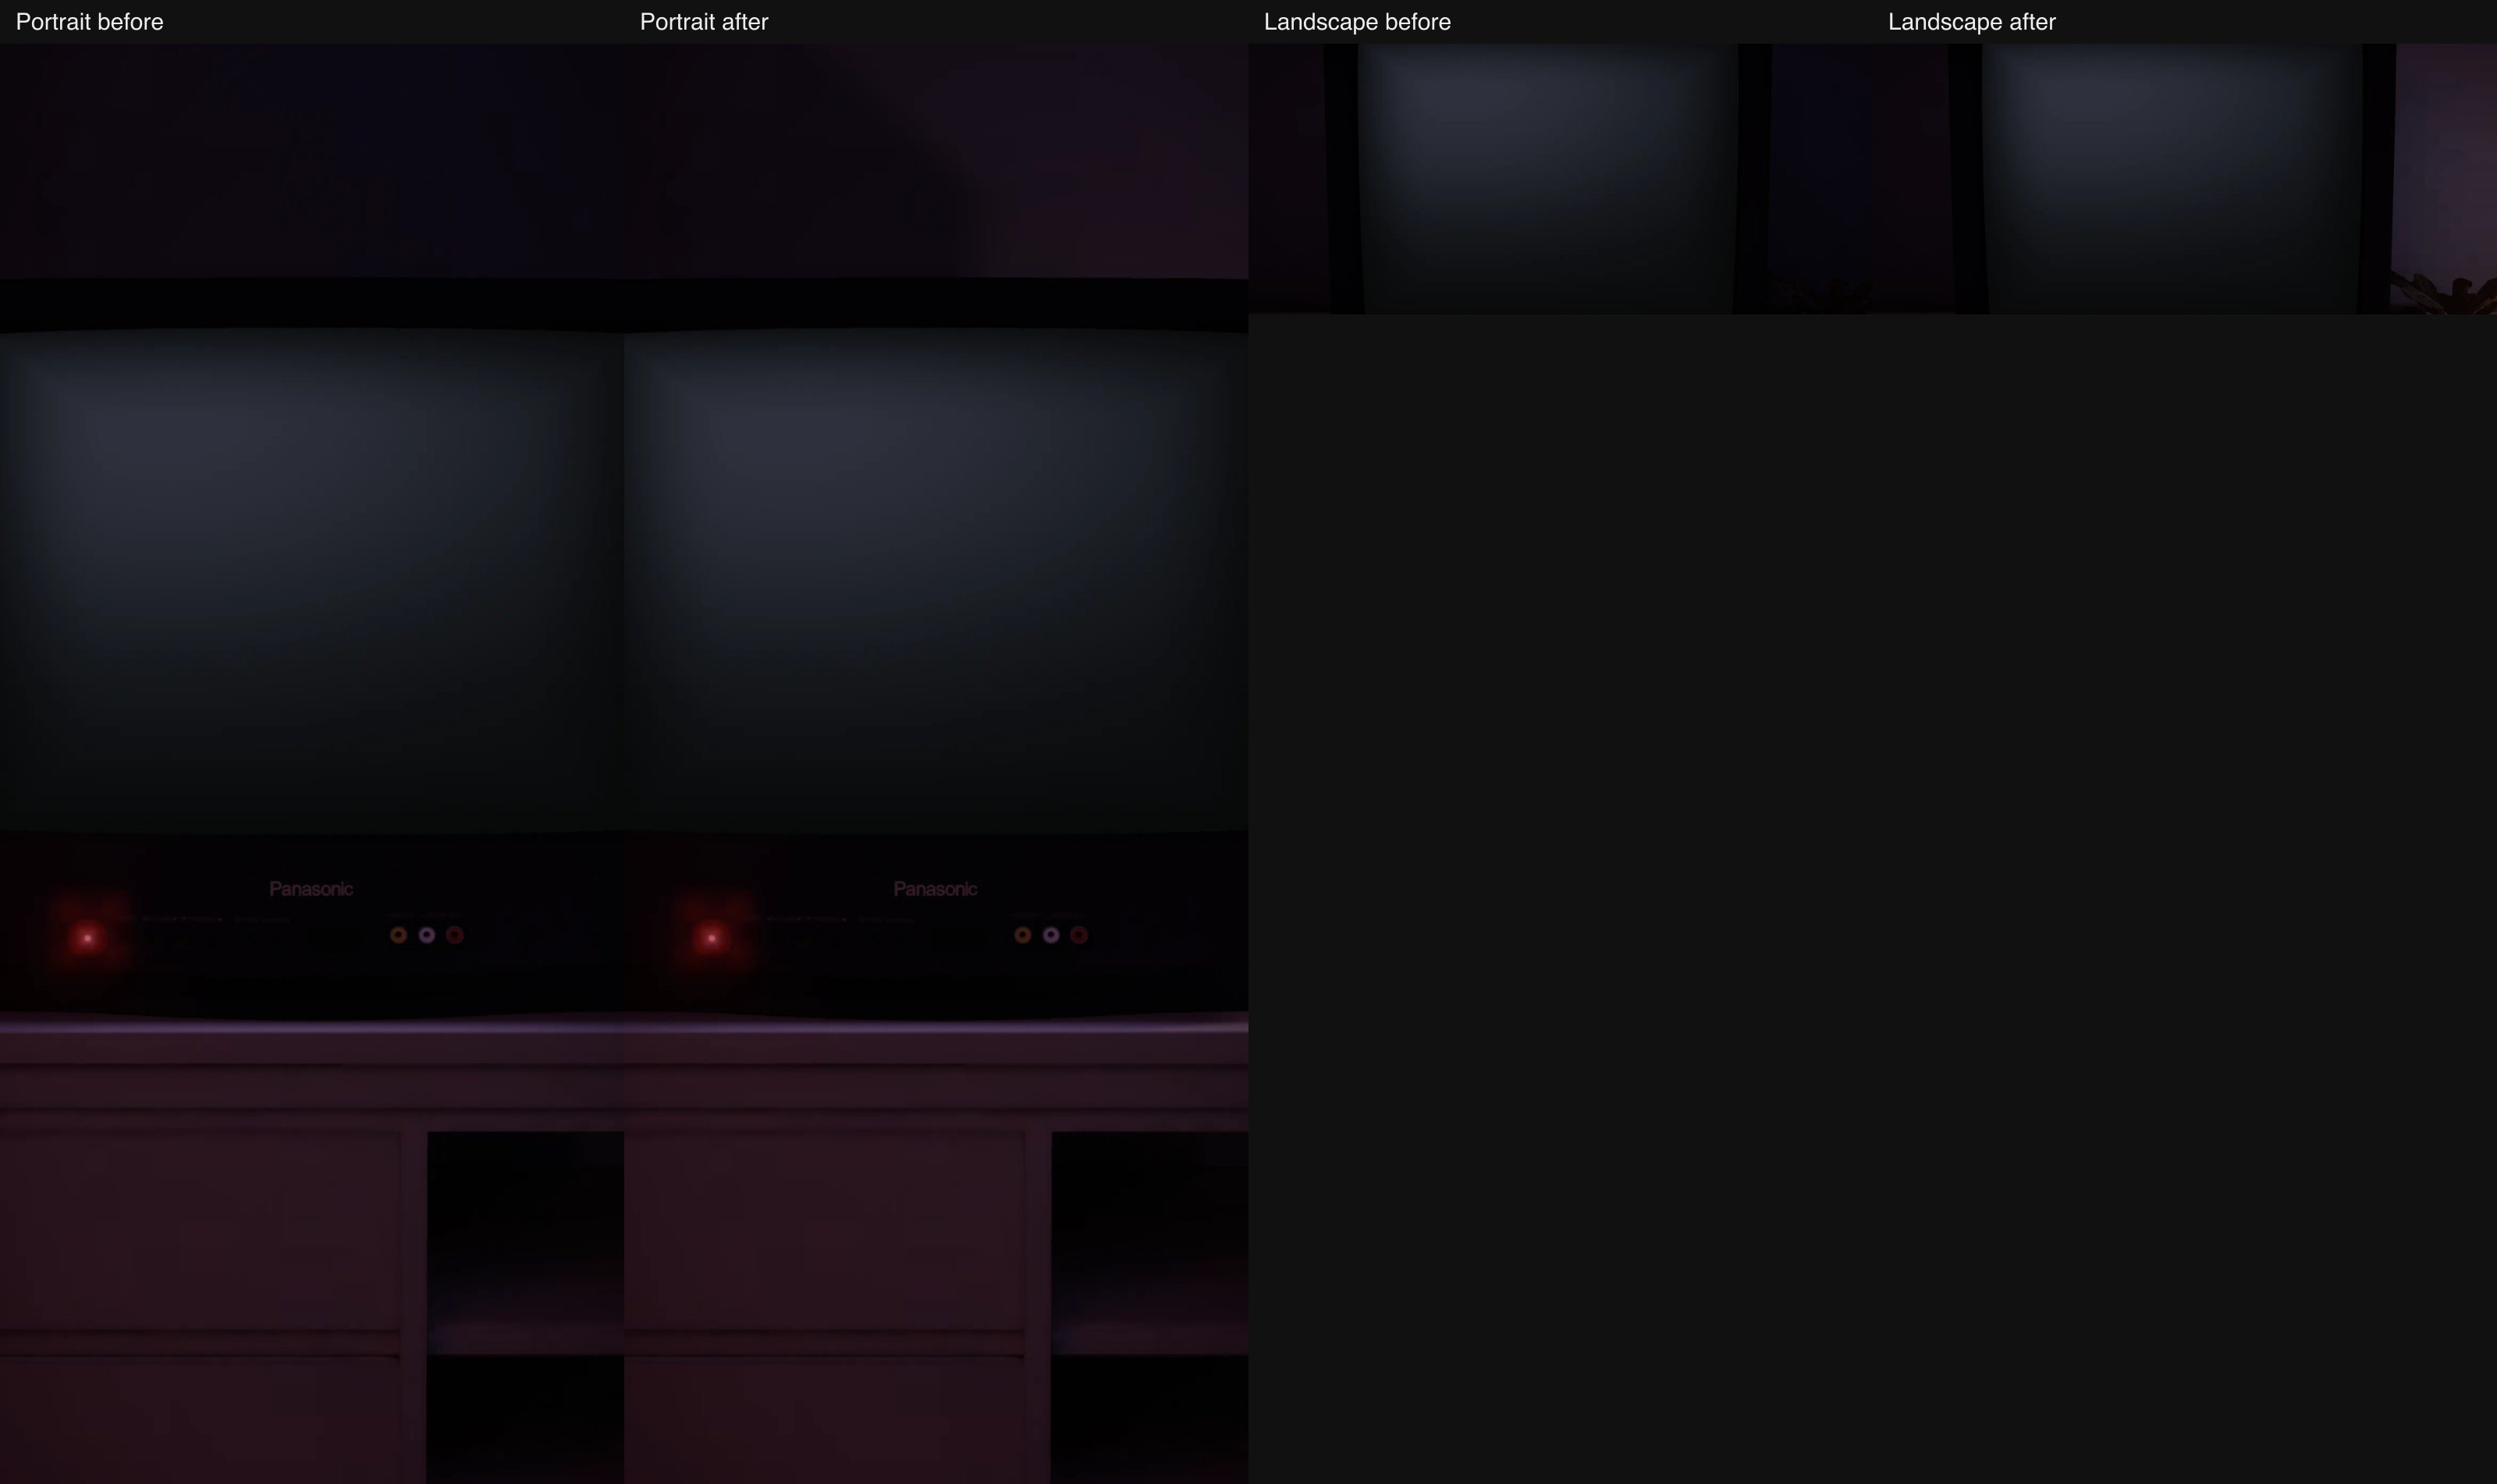 Portrait before
Portrait after
Landscape before
Landscape after
Panasonic
Panasonic